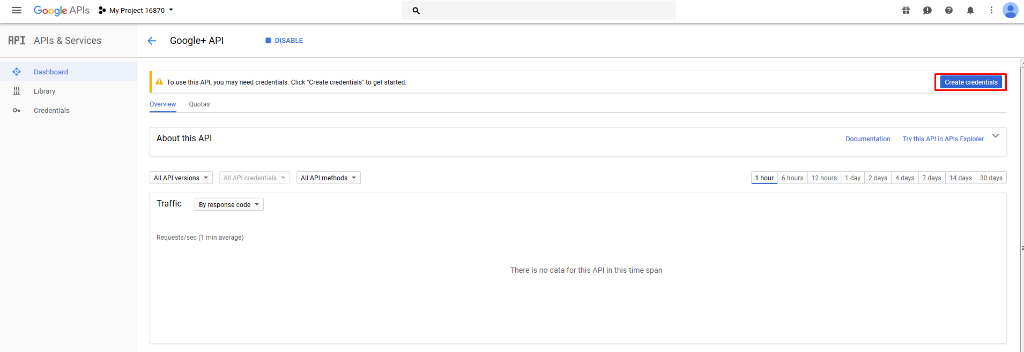 Google APIs My Project 16870
API APIs & Services Google+ API DISABLE
Dashboard
Library
Credentials
To use this API, you may need credentials. Click "Create credentials" to get started. Create credentials
Overview Quotas
About this API Documentation Try this API in APIs Explorer
All API versions All API credentials All API methods 1 hour 6 hours 12 hours 1 day 2 days 4 days 7 days 14 days 30 days
Traffic By response code
Requests/sec (1 min average)
There is no data for this API in this time span